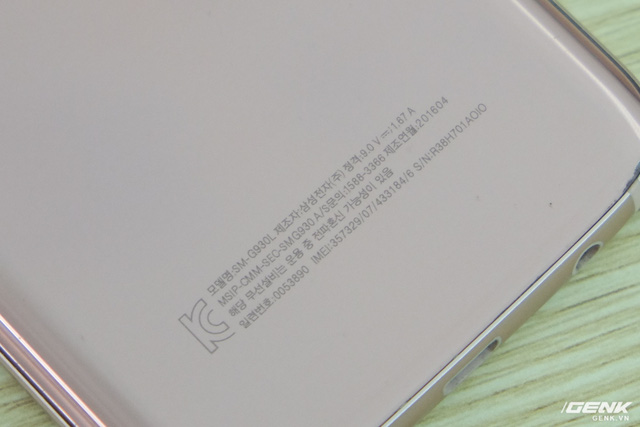 모델명:SM-G930L 제조자:삼성전자(주) 정격:9.0 V⎓;1.67 A
MSIP-CMM-SEC-SMG930 A/S문의:1588-3366 제조연월:201604
해당 무선설비는 운용 중 전파혼신 가능성이 있음
일련번호:0053890 IMEI:357329/07/433184/6 S/N:R38H701AOIO
GENK
GENK.VN